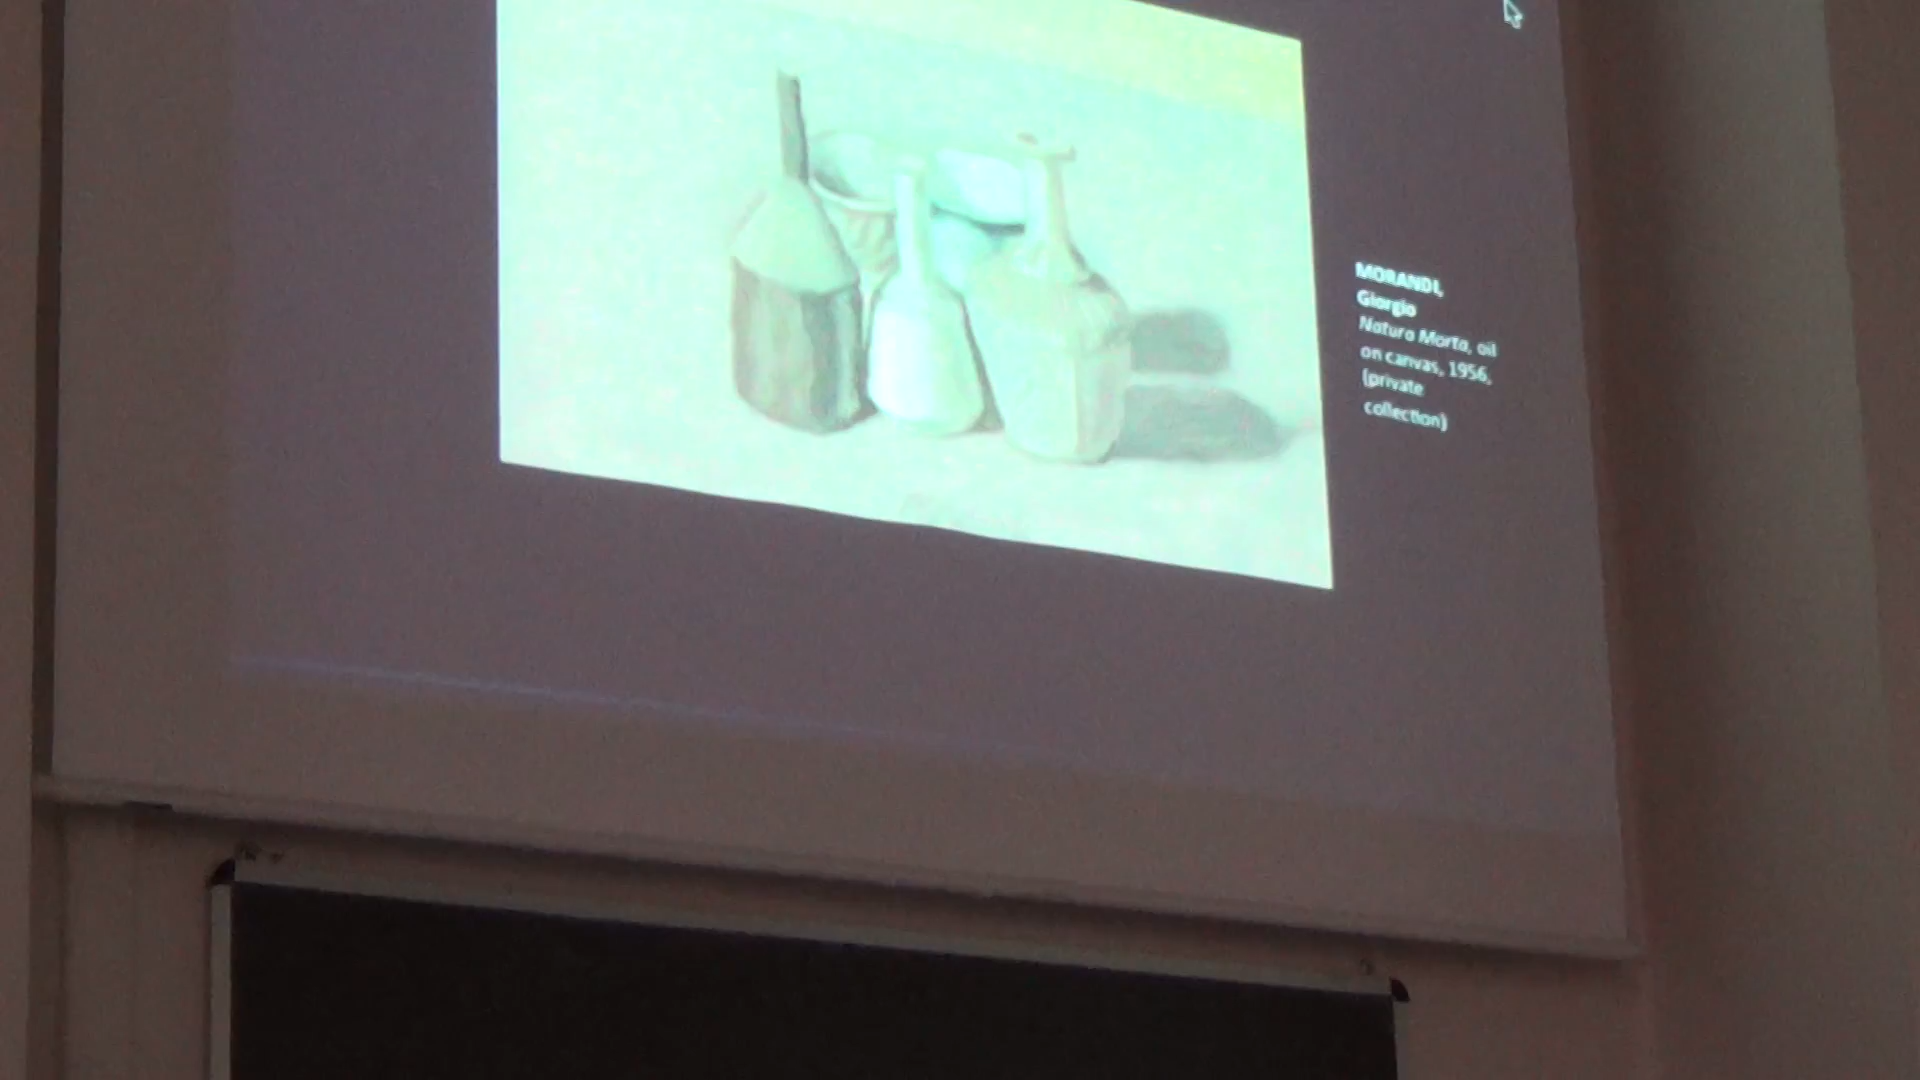 MORANDI,
Giorgio
Natura Morta, oil
on canvas, 1956,
(private
collection)